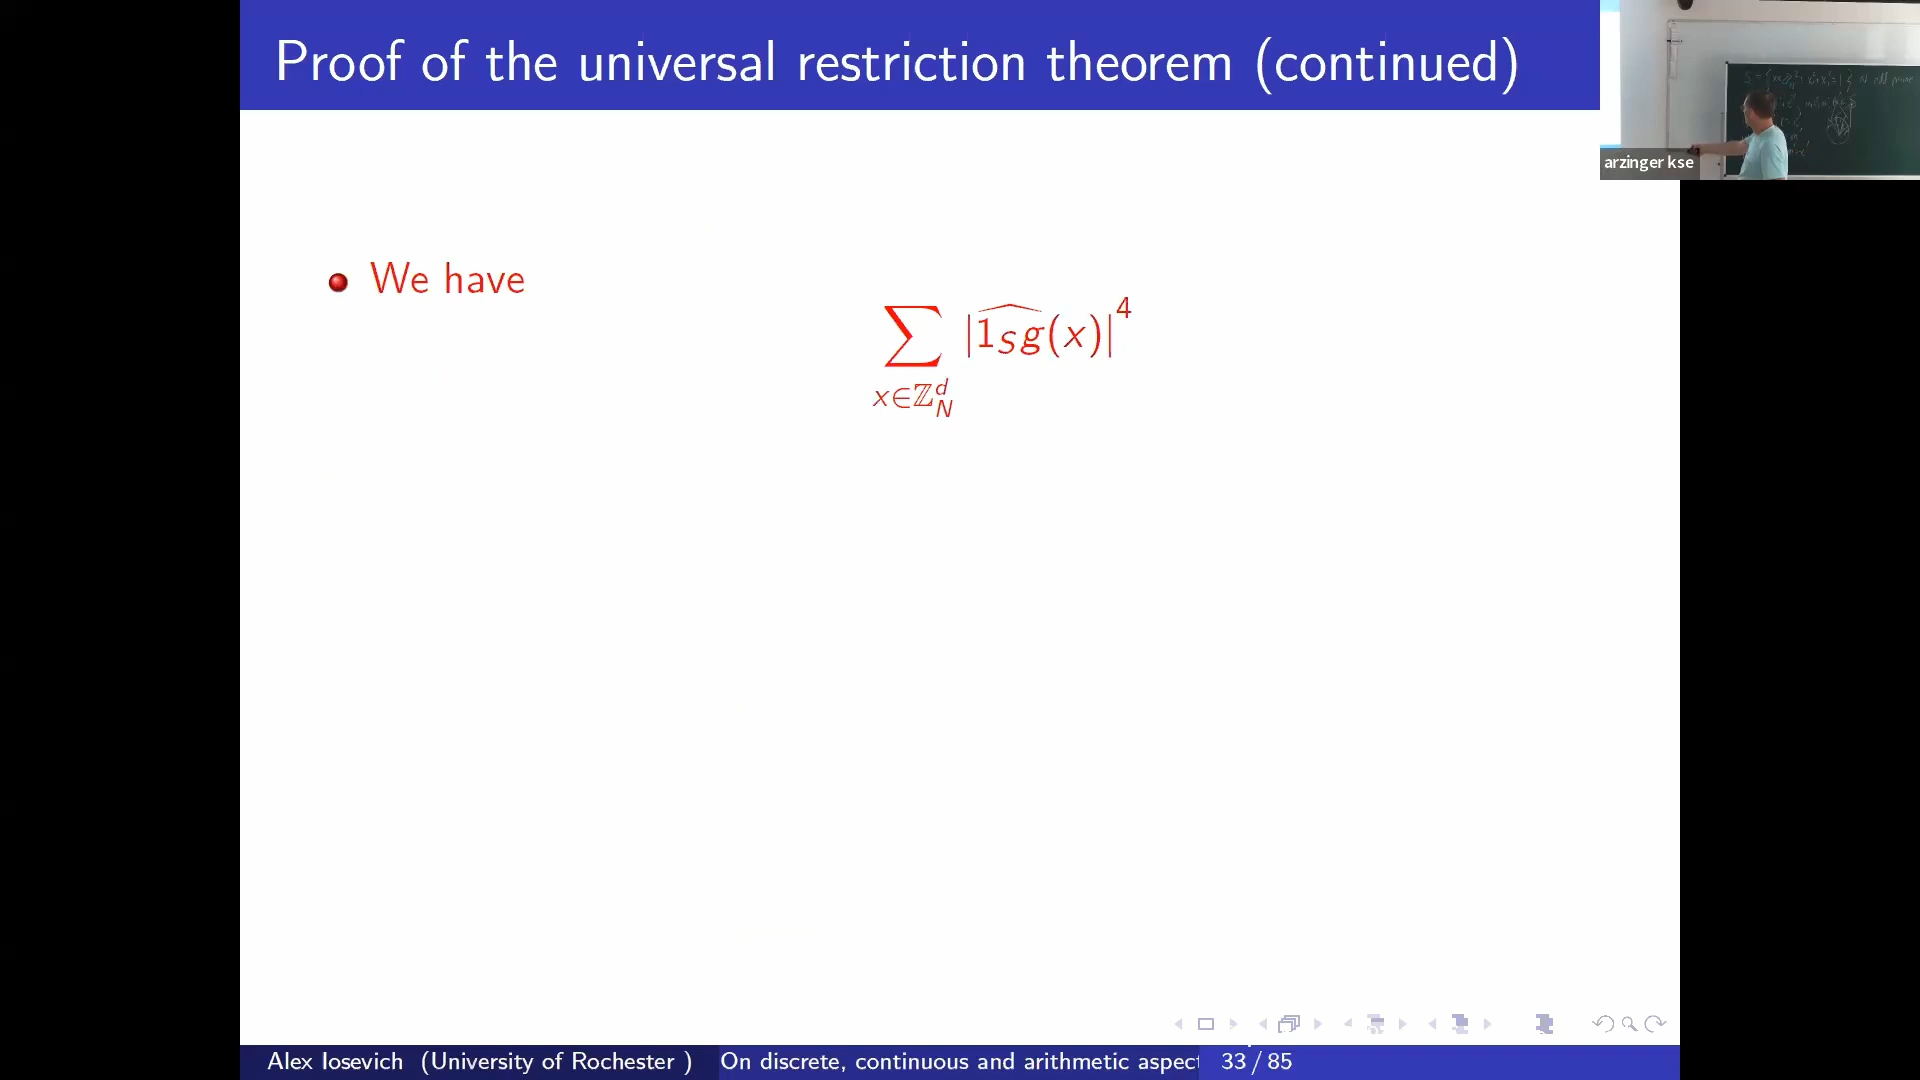 Proof of the universal restriction theorem (continued)
arzinger kse
We have
∑_{x∈ℤ_N^d} |\widehat{1_S g}(x)|^4
Alex Iosevich (University of Rochester )
On discrete, continuous and arithmetic aspect
33 / 85